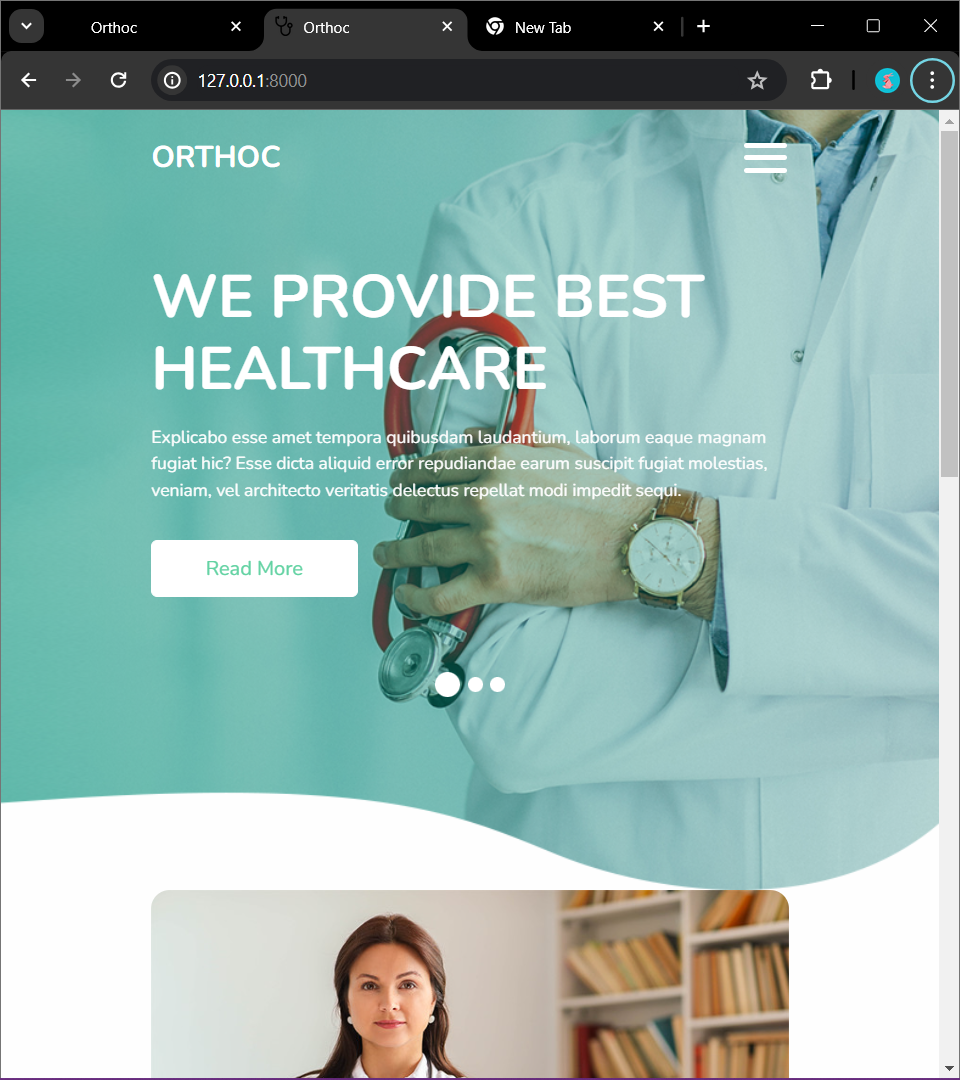 Orthoc
Orthoc
New Tab
127.0.0.1:8000
ORTHOC
WE PROVIDE BEST
HEALTHCARE
Explicabo esse amet tempora quibusdam laudantium, laborum eaque magnam
fugiat hic? Esse dicta aliquid error repudiandae earum suscipit fugiat molestias,
veniam, vel architecto veritatis delectus repellat modi impedit sequi.
Read More